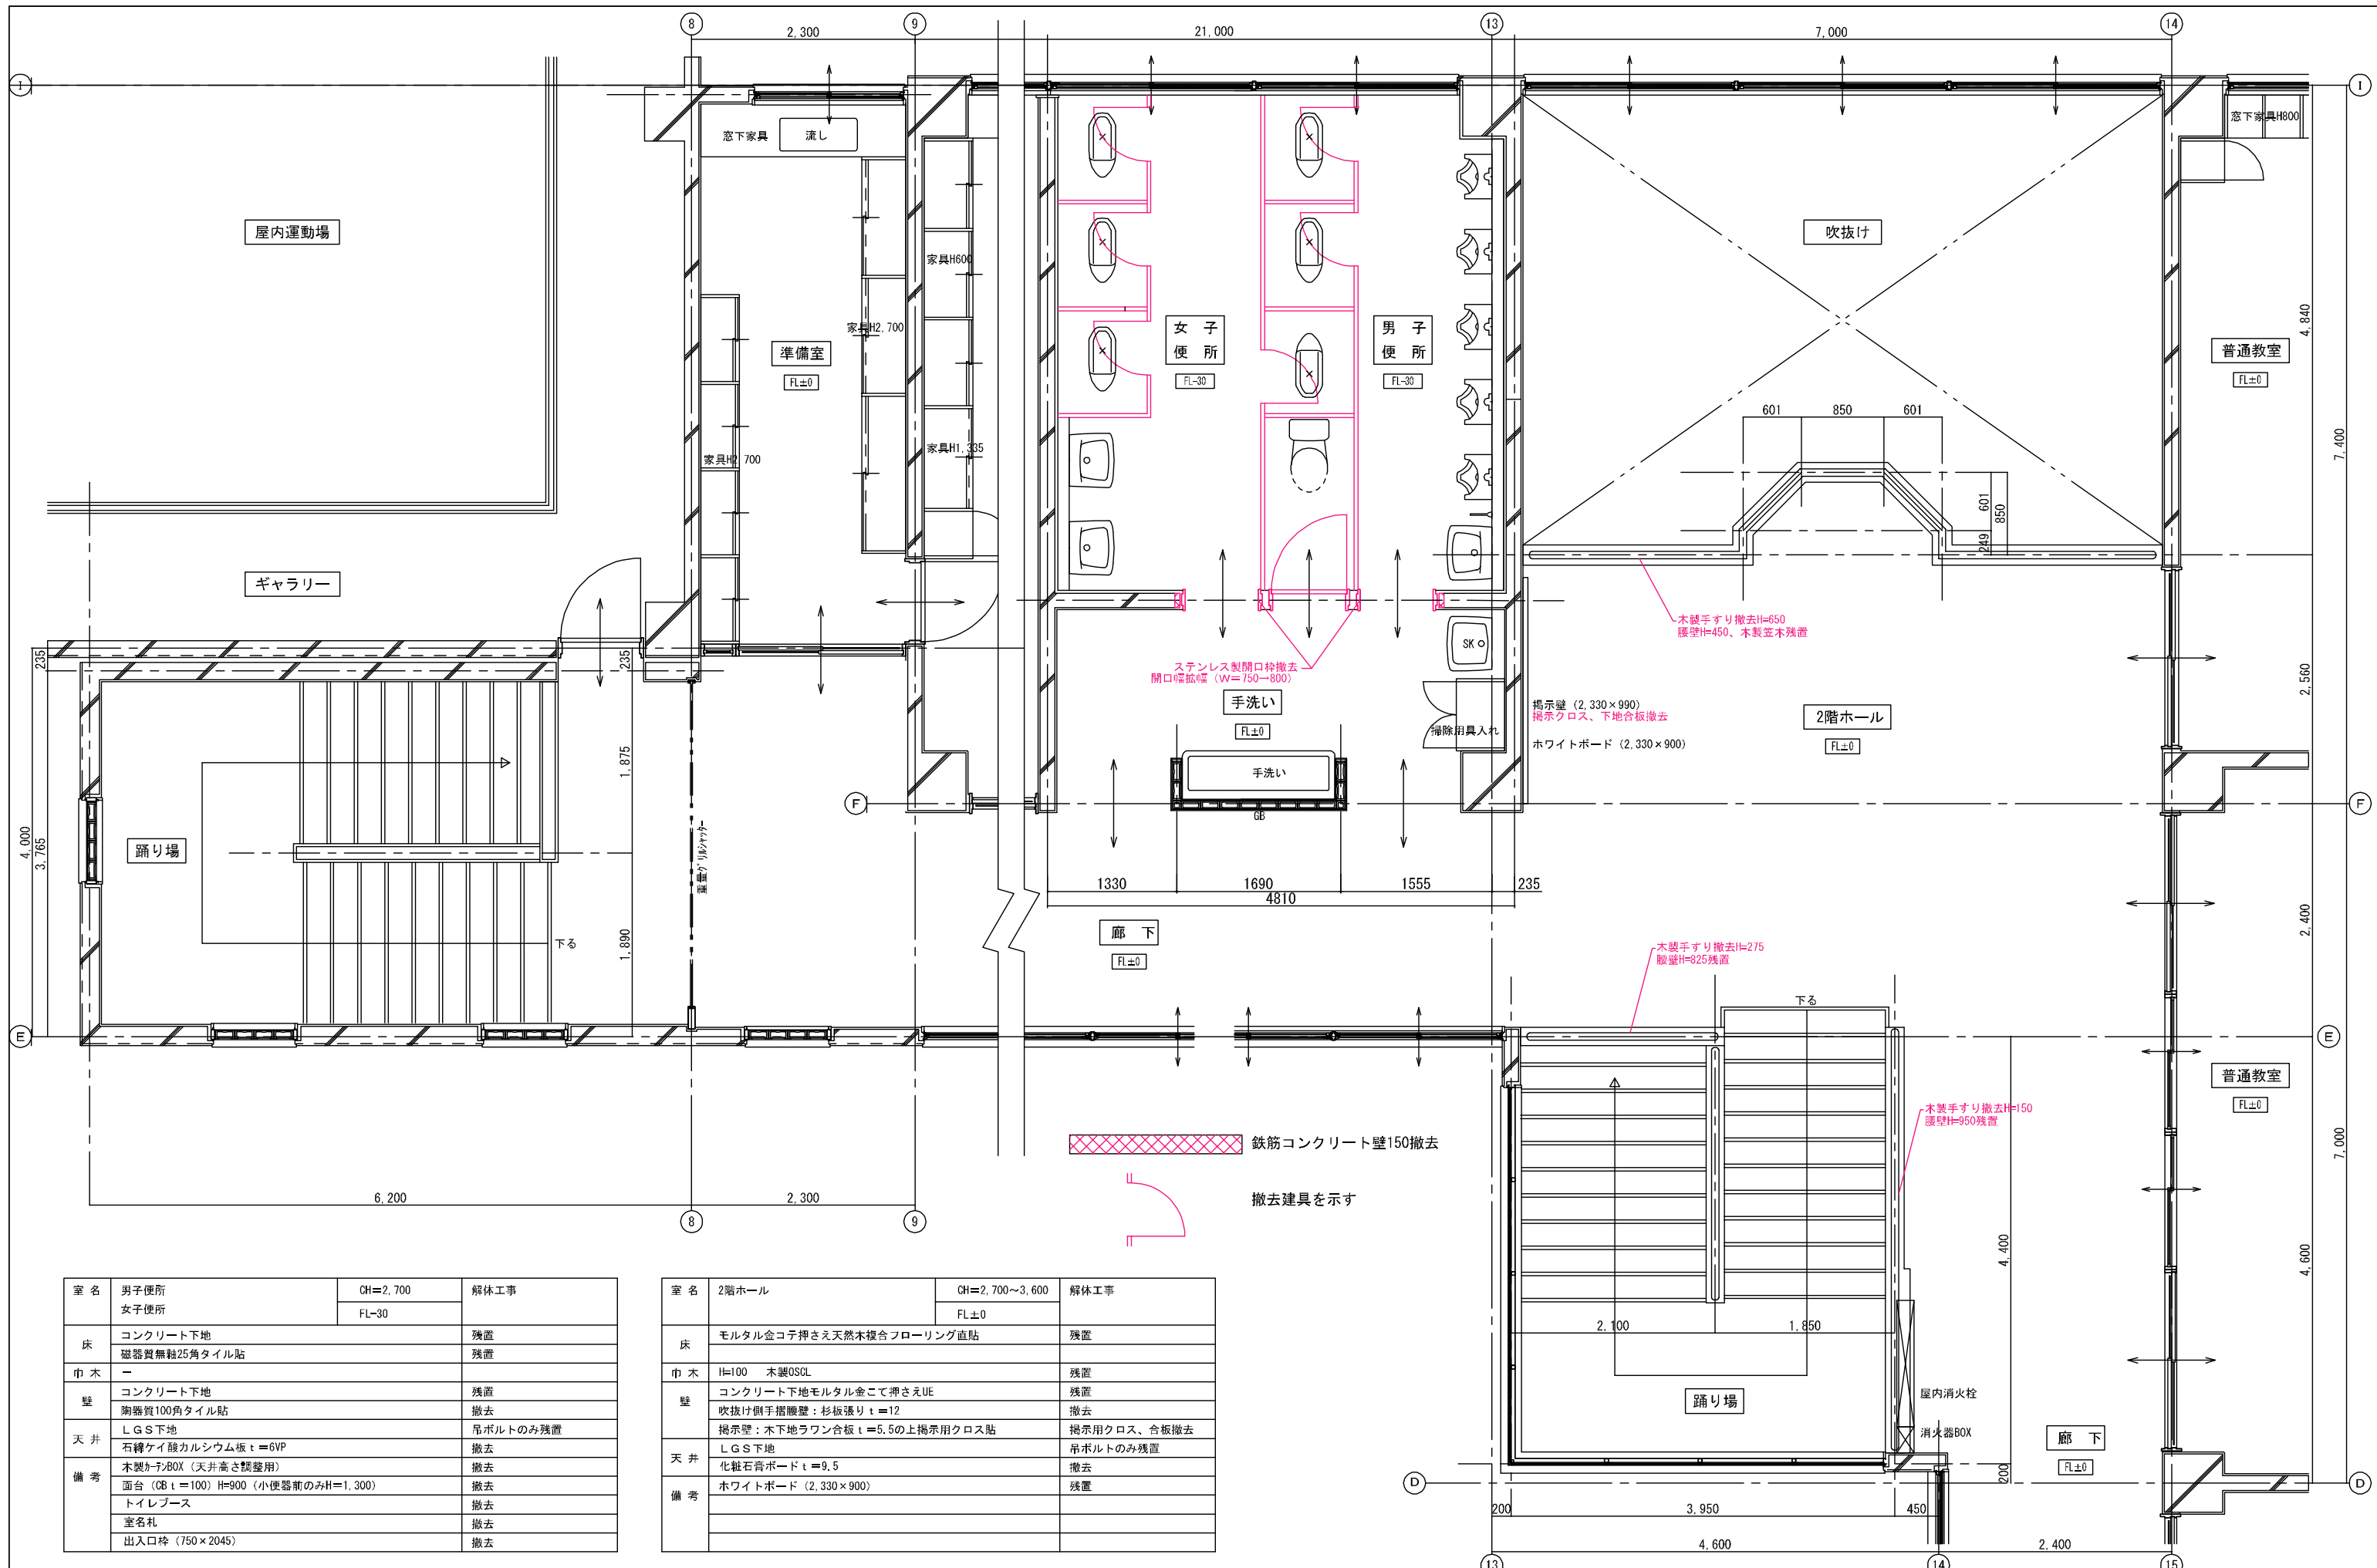 8
9
13
14
2,300
21,000
7,000
I
I
窓下家具
流し
窓下家具H800
屋内運動場
吹抜け
家具H600
家具H2,700
準備室
FL±0
女 子
便 所
FL-30
男 子
便 所
FL-30
4,840
普通教室
FL±0
601
850
601
7,400
家具H1,335
家具H2,700
601
850
249
ギャラリー
木製手すり撤去H=650
腰壁H=450、木製笠木残置
235
235
SK
ステンレス製開口枠撤去
開口幅拡幅（W=750→800）
2,560
手洗い
FL±0
掲示壁（2,330×990）
掲示クロス、下地合板撤去
掃除用具入れ
ホワイトボード（2,330×900）
2階ホール
FL±0
1,875
手洗い
F
F
GB
4,000
3,765
踊り場
重量グリルシャッター
1330
1690
1555
235
4810
2,400
廊 下
FL±0
下る
1,890
木製手すり撤去H=275
腰壁H=825残置
下る
E
E
普通教室
FL±0
木製手すり撤去H=150
腰壁H=950残置
鉄筋コンクリート壁150撤去
7,000
6,200
2,300
撤去建具を示す
8
9
4,400
4,600
2,100
1,850
踊り場
屋内消火栓
消火器BOX
廊 下
FL±0
200
D
D
200
3,950
450
4,600
2,400
13
14
15
室 名 男子便所 CH=2,700 解体工事
女子便所 FL-30
床 コンクリート下地 残置
磁器質無釉25角タイル貼 残置
巾 木 ー
壁 コンクリート下地 残置
陶器質100角タイル貼 撤去
天 井 ＬＧＳ下地 吊ボルトのみ残置
石綿ケイ酸カルシウム板ｔ=6VP 撤去
備 考 木製カーテンBOX（天井高さ調整用） 撤去
面台（CBｔ=100）H=900（小便器前のみH=1,300） 撤去
トイレブース 撤去
室名札 撤去
出入口枠（750×2045） 撤去
室 名 2階ホール CH=2,700〜3,600 解体工事
FL±0
床 モルタル金コテ押さえ天然木複合フローリング直貼 残置
巾 木 H=100 木製OSCL 残置
壁 コンクリート下地モルタル金こて押さえUE 残置
吹抜け側手摺腰壁：杉板張りｔ=12 撤去
掲示壁：木下地ラワン合板ｔ=5.5の上掲示用クロス貼 掲示用クロス、合板撤去
天 井 ＬＧＳ下地 吊ボルトのみ残置
化粧石膏ボードｔ=9.5 撤去
備 考 ホワイトボード（2,330×900） 残置